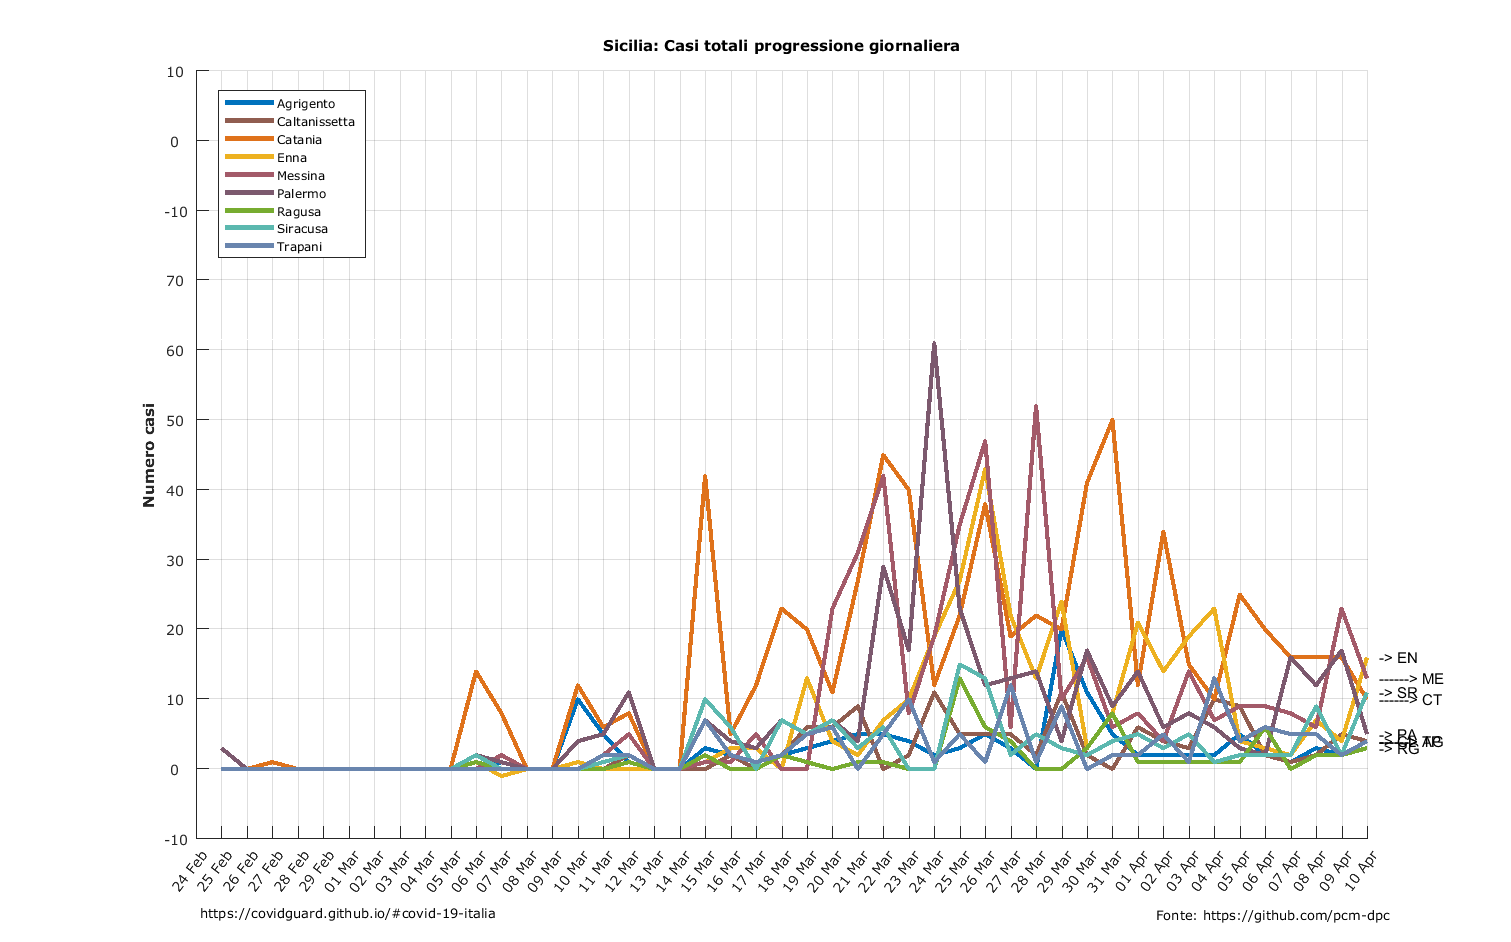 Sicilia: Casi totali progressione giornaliera
10
0
-10
70
60
50
40
30
20
10
0
-10
Numero casi
Agrigento
Caltanissetta
Catania
Enna
Messina
Palermo
Ragusa
Siracusa
Trapani
-> EN
------> ME
-> SR
------> CT
-> PA
-> RG
24 Feb
25 Feb
26 Feb
27 Feb
28 Feb
29 Feb
01 Mar
02 Mar
03 Mar
04 Mar
05 Mar
06 Mar
07 Mar
08 Mar
09 Mar
10 Mar
11 Mar
12 Mar
13 Mar
14 Mar
15 Mar
16 Mar
17 Mar
18 Mar
19 Mar
20 Mar
21 Mar
22 Mar
23 Mar
24 Mar
25 Mar
26 Mar
27 Mar
28 Mar
29 Mar
30 Mar
31 Mar
01 Apr
02 Apr
03 Apr
04 Apr
05 Apr
06 Apr
07 Apr
08 Apr
09 Apr
10 Apr
https://covidguard.github.io/#covid-19-italia
Fonte: https://github.com/pcm-dpc